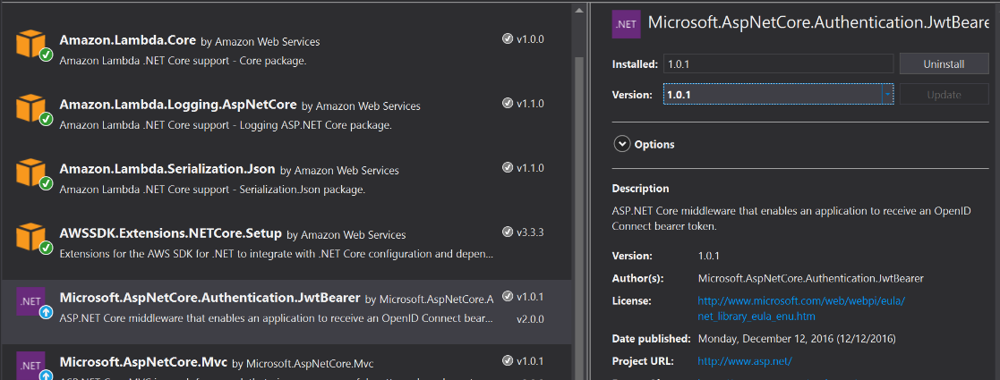 Amazon.Lambda.Core by Amazon Web Services
v1.0.0
Amazon Lambda .NET Core support - Core package.
Amazon.Lambda.Logging.AspNetCore by Amazon Web Services
v1.1.0
Amazon Lambda .NET Core support - Logging ASP.NET Core package.
Amazon.Lambda.Serialization.Json by Amazon Web Services
v1.1.0
Amazon Lambda .NET Core support - Serialization.Json package.
AWSSDK.Extensions.NETCore.Setup by Amazon Web Services
v3.3.3
Extensions for the AWS SDK for .NET to integrate with .NET Core configuration and depen...
.NET
Microsoft.AspNetCore.Authentication.JwtBearer by Microsoft.AspNetCore.A
v1.0.1
ASP.NET Core middleware that enables an application to receive an OpenID Connect bear...
v2.0.0
.NET
Microsoft.AspNetCore.Mvc by Microsoft.AspNetCore.Mvc
v1.0.1
.NET
Microsoft.AspNetCore.Authentication.JwtBeare
Installed: 1.0.1
Uninstall
Version: 1.0.1
Update
Options
Description
ASP.NET Core middleware that enables an application to receive an OpenID
Connect bearer token.
Version: 1.0.1
Author(s): Microsoft.AspNetCore.Authentication.JwtBearer
License: http://www.microsoft.com/web/webpi/eula/
net_library_eula_enu.htm
Date published: Monday, December 12, 2016 (12/12/2016)
Project URL: http://www.asp.net/